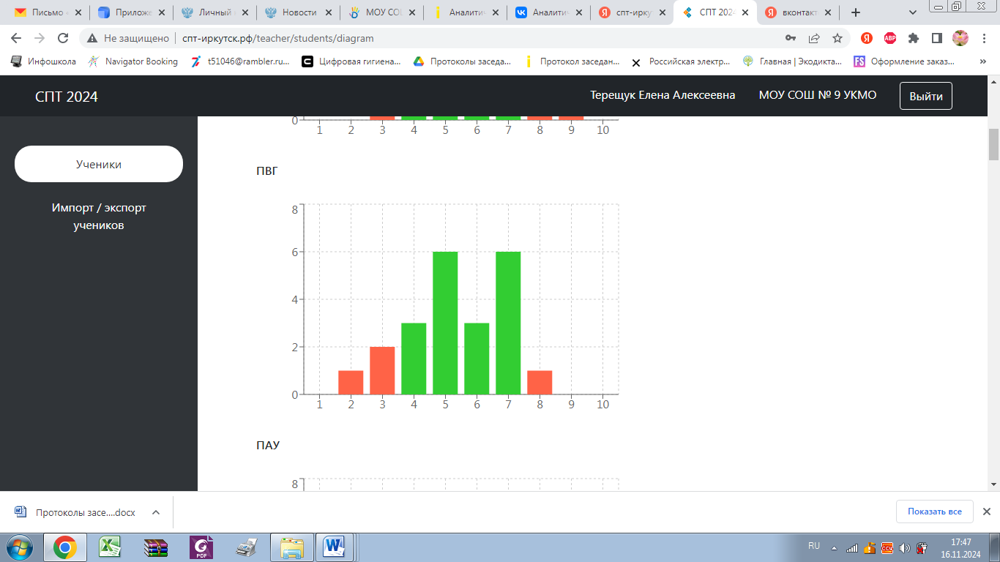 Письмо Приложе Личный Новости МОУ СОШ Аналити Аналити спт-ирку СПТ 2024 вконтакт
Не защищено спт-иркутск.рф/teacher/students/diagram
Инфошкола Navigator Booking t51046@rambler.ru... Цифровая гигиена... Протоколы заседа... Протокол заседан... Российская электр... Главная | Экодикта... Оформление заказ... »
СПТ 2024 Терещук Елена Алексеевна МОУ СОШ № 9 УКМО Выйти
0
1 2 3 4 5 6 7 8 9 10
Ученики
Импорт / экспорт
учеников
ПВГ
8
6
4
2
0
1 2 3 4 5 6 7 8 9 10
ПАУ
8
Протоколы засе....docx Показать все
RU 17:47
16.11.2024